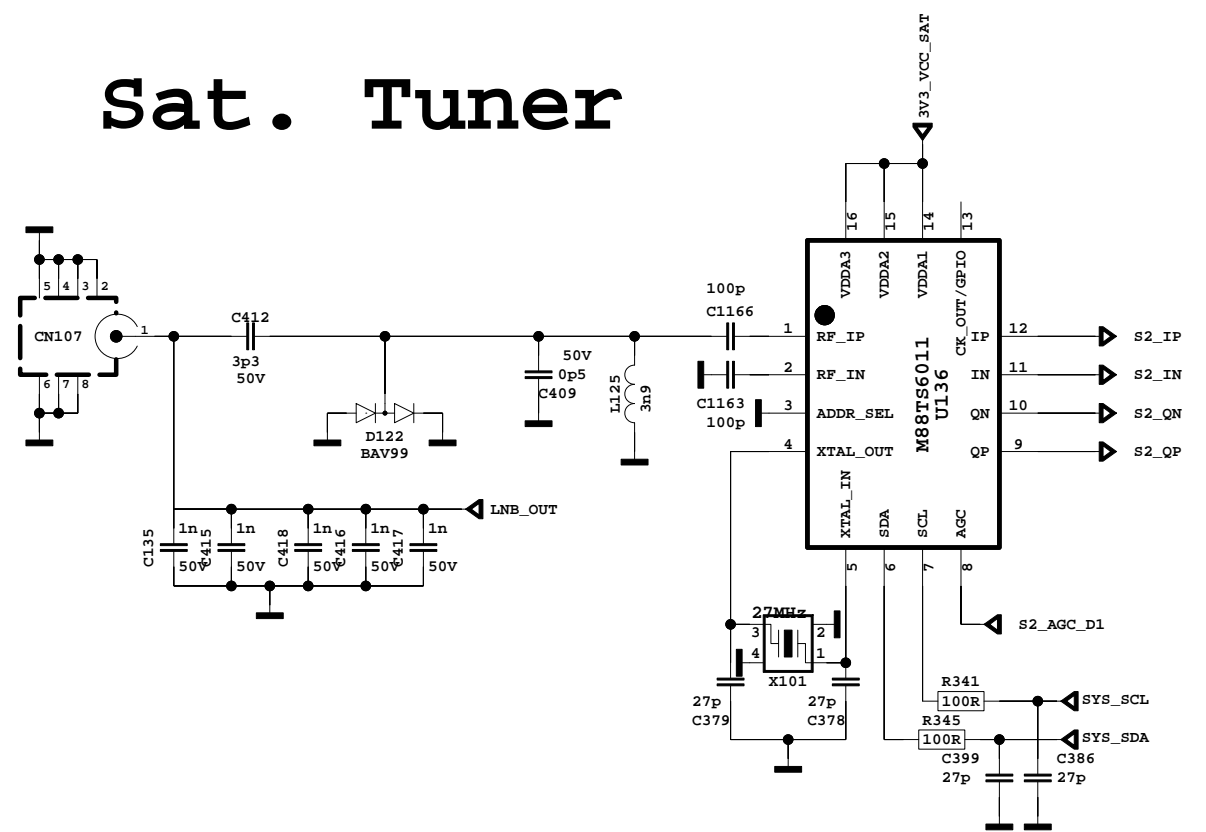 Sat. Tuner
3V3_VCC_SAT
16 15 14 13
VDDA3 VDDA2 VDDA1 CK_OUT/GPIO
5 4 3 2
CN107 1
6 7 8
C412
3p3
50V
D122
BAV99
50V
0p5
C409
L125 3n9
100p
C1166
C1163
100p
1 RF_IP
2 RF_IN
3 ADDR_SEL
4 XTAL_OUT
M88TS6011
U136
IP 12 S2_IP
IN 11 S2_IN
QN 10 S2_QN
QP 9 S2_QP
XTAL_IN SDA SCL AGC
5 6 7 8
LNB_OUT
1n 1n 1n 1n 1n
C135 C415 C418 C416 C417
50V 50V 50V 50V 50V
27MHz
3 2
4 1
X101
27p 27p
C379 C378
S2_AGC_D1
R341
100R SYS_SCL
R345
100R SYS_SDA
C399 C386
27p 27p